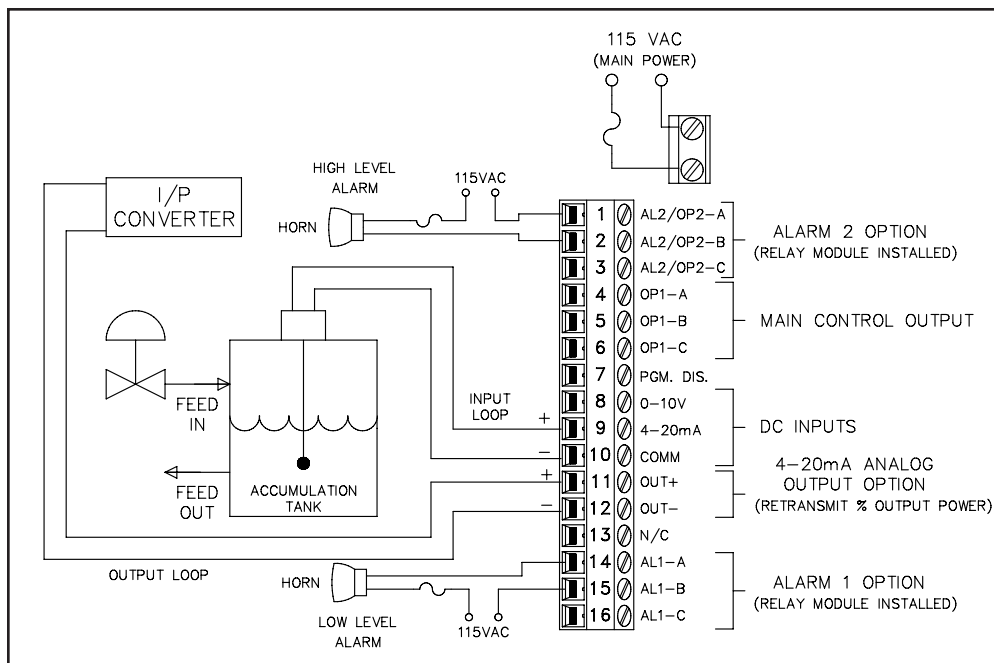 115 VAC
(MAIN POWER)
HIGH LEVEL
ALARM
115VAC
HORN
I/P
CONVERTER
1 AL2/OP2-A
2 AL2/OP2-B
3 AL2/OP2-C
ALARM 2 OPTION
(RELAY MODULE INSTALLED)
4 OP1-A
5 OP1-B
6 OP1-C
MAIN CONTROL OUTPUT
7 PGM. DIS.
8 0-10V
+ 9 4-20mA
- 10 COMM
DC INPUTS
INPUT
LOOP
FEED
IN
FEED
OUT
ACCUMULATION
TANK
+ 11 OUT+
- 12 OUT-
4-20mA ANALOG
OUTPUT OPTION
(RETRANSMIT % OUTPUT POWER)
13 N/C
14 AL1-A
15 AL1-B
16 AL1-C
ALARM 1 OPTION
(RELAY MODULE INSTALLED)
OUTPUT LOOP
HORN
LOW LEVEL
ALARM
115VAC